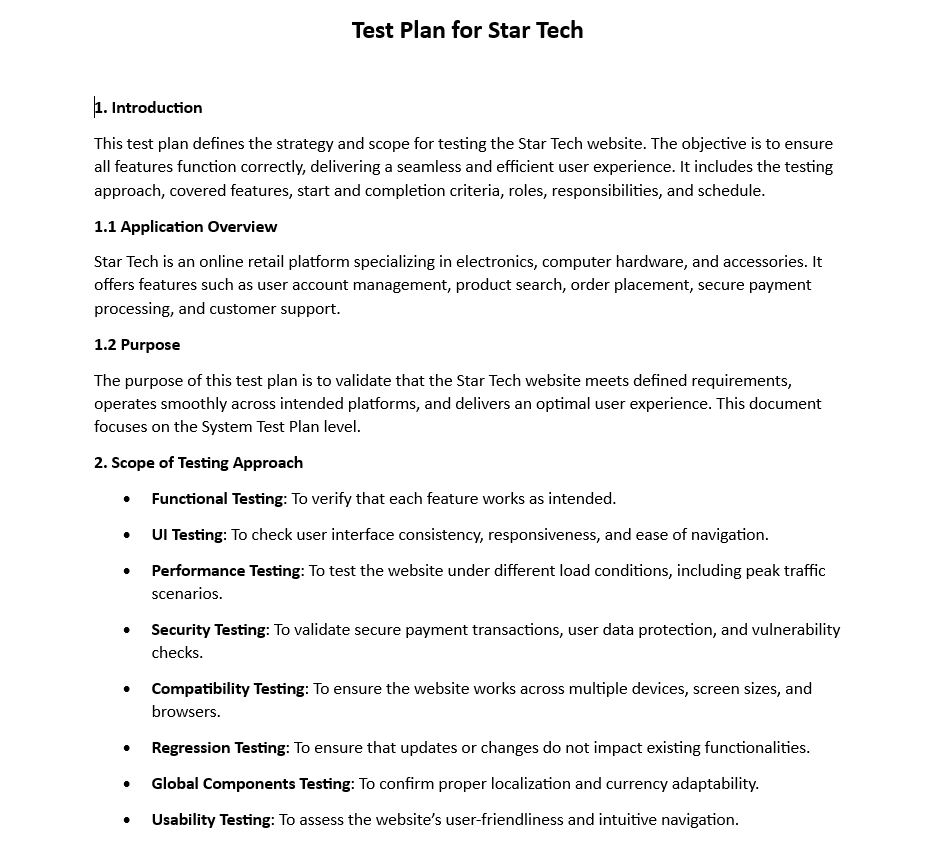 Test Plan for Star Tech
1. Introduction
This test plan defines the strategy and scope for testing the Star Tech website. The objective is to ensure
all features function correctly, delivering a seamless and efficient user experience. It includes the testing
approach, covered features, start and completion criteria, roles, responsibilities, and schedule.
1.1 Application Overview
Star Tech is an online retail platform specializing in electronics, computer hardware, and accessories. It
offers features such as user account management, product search, order placement, secure payment
processing, and customer support.
1.2 Purpose
The purpose of this test plan is to validate that the Star Tech website meets defined requirements,
operates smoothly across intended platforms, and delivers an optimal user experience. This document
focuses on the System Test Plan level.
2. Scope of Testing Approach
• Functional Testing: To verify that each feature works as intended.
• UI Testing: To check user interface consistency, responsiveness, and ease of navigation.
• Performance Testing: To test the website under different load conditions, including peak traffic
scenarios.
• Security Testing: To validate secure payment transactions, user data protection, and vulnerability
checks.
• Compatibility Testing: To ensure the website works across multiple devices, screen sizes, and
browsers.
• Regression Testing: To ensure that updates or changes do not impact existing functionalities.
• Global Components Testing: To confirm proper localization and currency adaptability.
• Usability Testing: To assess the website’s user-friendliness and intuitive navigation.